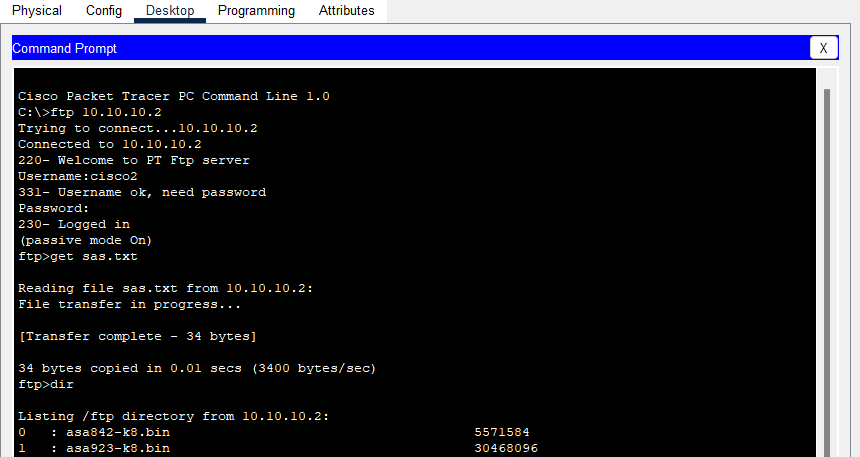 Physical Config Desktop Programming Attributes
Command Prompt X
Cisco Packet Tracer PC Command Line 1.0
C:\>ftp 10.10.10.2
Trying to connect...10.10.10.2
Connected to 10.10.10.2
220- Welcome to PT Ftp server
Username:cisco2
331- Username ok, need password
Password:
230- Logged in
(passive mode On)
ftp>get sas.txt
Reading file sas.txt from 10.10.10.2:
File transfer in progress...
[Transfer complete - 34 bytes]
34 bytes copied in 0.01 secs (3400 bytes/sec)
ftp>dir
Listing /ftp directory from 10.10.10.2:
0 : asa842-k8.bin 5571584
1 : asa923-k8.bin 30468096